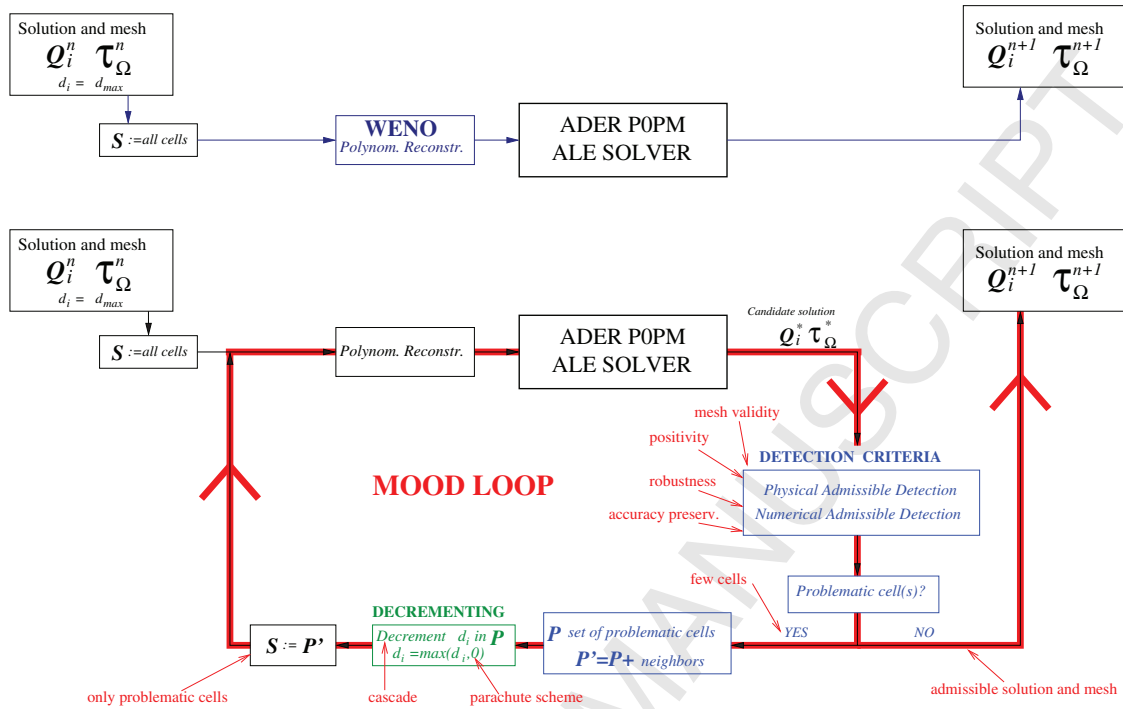 Solution and mesh
Q_i^n τ_Ω^n
d_i = d_max
S :=all cells
WENO
Polynom. Reconstr.
ADER P0PM
ALE SOLVER
Solution and mesh
Q_i^{n+1} τ_Ω^{n+1}
Solution and mesh
Q_i^n τ_Ω^n
d_i = d_max
S :=all cells
Polynom. Reconstr.
ADER P0PM
ALE SOLVER
Candidate solution
Q_i^* τ_Ω^*
Solution and mesh
Q_i^{n+1} τ_Ω^{n+1}
mesh validity
positivity
robustness
accuracy preserv.
DETECTION CRITERIA
Physical Admissible Detection
Numerical Admissible Detection
MOOD LOOP
few cells
Problematic cell(s)?
YES
NO
P set of problematic cells
P'=P+ neighbors
DECREMENTING
Decrement d_i in P
d_i =max(d_i,0)
S := P'
only problematic cells
cascade
parachute scheme
admissible solution and mesh
MANUSCRIPT